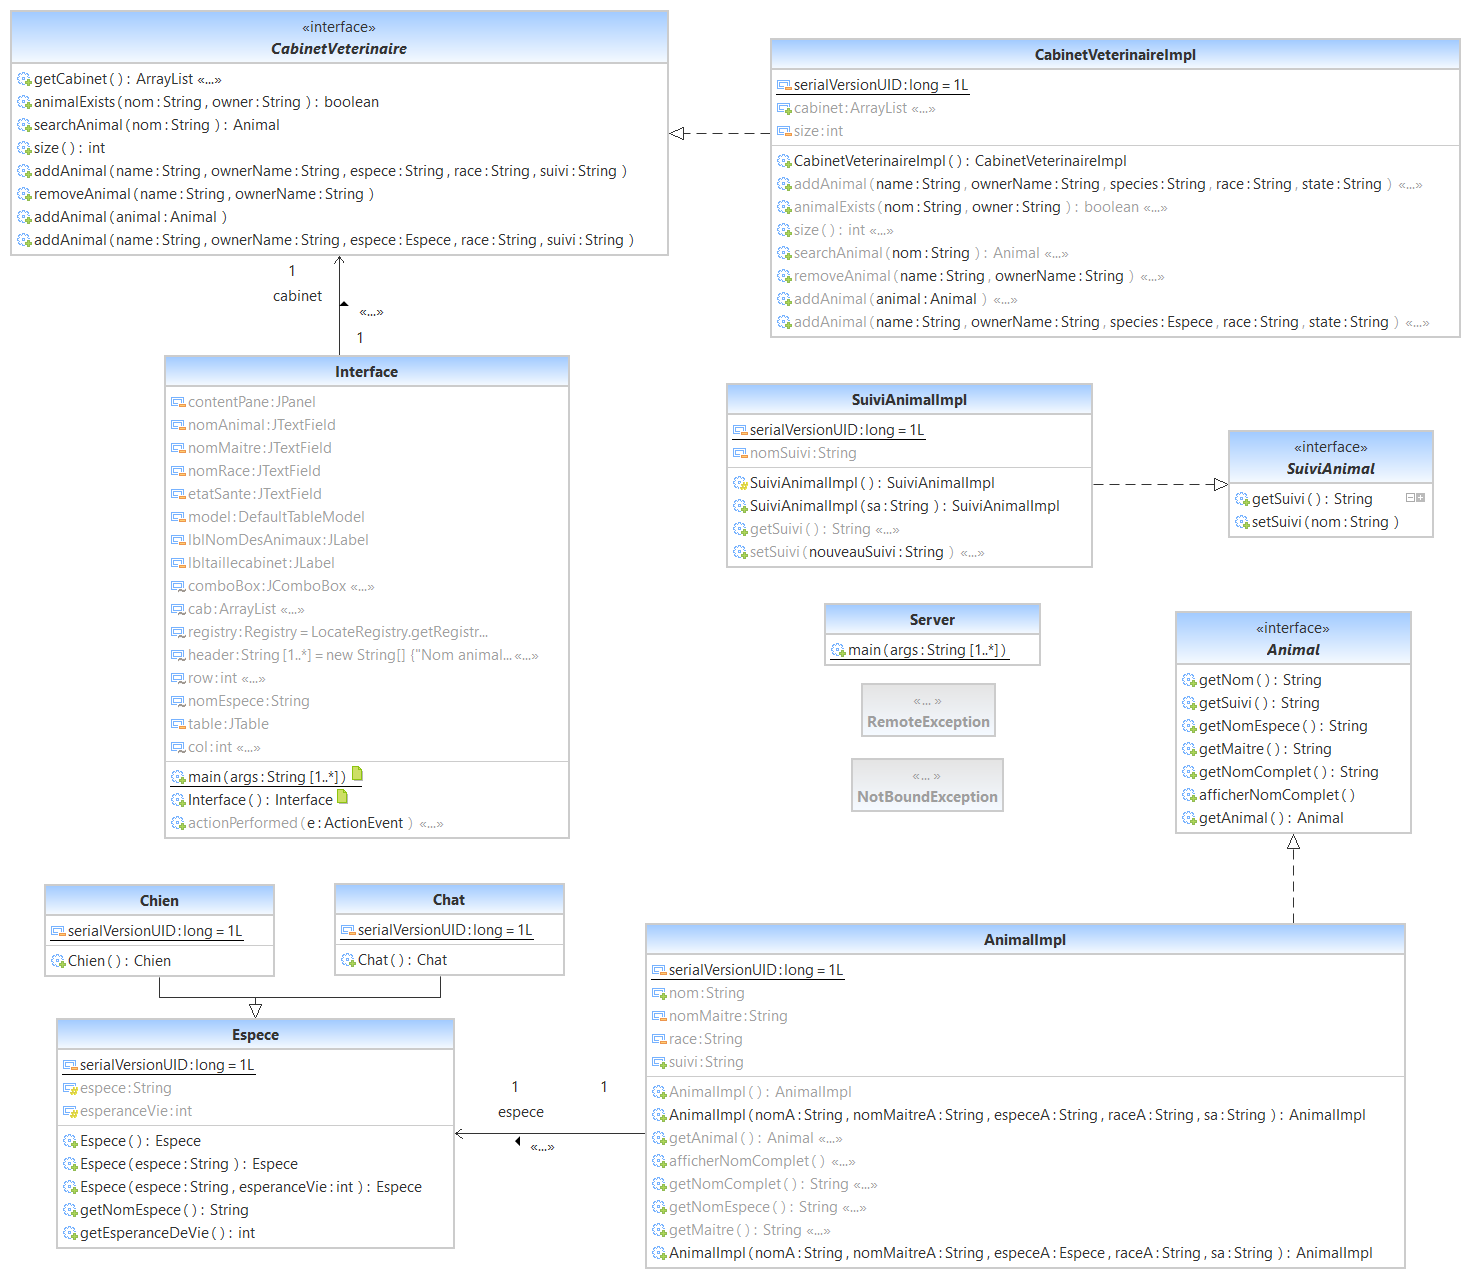 «interface»
CabinetVeterinaire
getCabinet ( ) : ArrayList «...»
animalExists ( nom : String , owner : String ) : boolean
searchAnimal ( nom : String ) : Animal
size ( ) : int
addAnimal ( name : String , ownerName : String , espece : String , race : String , suivi : String )
removeAnimal ( name : String , ownerName : String )
addAnimal ( animal : Animal )
addAnimal ( name : String , ownerName : String , espece : Espece , race : String , suivi : String )
CabinetVeterinaireImpl
serialVersionUID : long = 1L
cabinet : ArrayList «...»
size : int
CabinetVeterinaireImpl ( ) : CabinetVeterinaireImpl
addAnimal ( name : String , ownerName : String , species : String , race : String , state : String ) «...»
animalExists ( nom : String , owner : String ) : boolean «...»
size ( ) : int «...»
searchAnimal ( nom : String ) : Animal «...»
removeAnimal ( name : String , ownerName : String ) «...»
addAnimal ( animal : Animal ) «...»
addAnimal ( name : String , ownerName : String , species : Espece , race : String , state : String ) «...»
1
cabinet
«...»
1
Interface
contentPane : JPanel
nomAnimal : JTextField
nomMaitre : JTextField
nomRace : JTextField
etatSante : JTextField
model : DefaultTableModel
lblNomDesAnimaux : JLabel
lbltaillecabinet : JLabel
comboBox : JComboBox «...»
cab : ArrayList «...»
registry : Registry = LocateRegistry.getRegistr...
header : String [1..*] = new String[] {"Nom animal... «...»
row : int «...»
nomEspece : String
table : JTable
col : int «...»
main ( args : String [1..*] )
Interface ( ) : Interface
actionPerformed ( e : ActionEvent ) «...»
SuiviAnimalImpl
serialVersionUID : long = 1L
nomSuivi : String
SuiviAnimalImpl ( ) : SuiviAnimalImpl
SuiviAnimalImpl ( sa : String ) : SuiviAnimalImpl
getSuivi ( ) : String «...»
setSuivi ( nouveauSuivi : String ) «...»
«interface»
SuiviAnimal
getSuivi ( ) : String
setSuivi ( nom : String )
Server
main ( args : String [1..*] )
«... »
RemoteException
«... »
NotBoundException
«interface»
Animal
getNom ( ) : String
getSuivi ( ) : String
getNomEspece ( ) : String
getMaitre ( ) : String
getNomComplet ( ) : String
afficherNomComplet ( )
getAnimal ( ) : Animal
Chien
serialVersionUID : long = 1L
Chien ( ) : Chien
Chat
serialVersionUID : long = 1L
Chat ( ) : Chat
Espece
serialVersionUID : long = 1L
espece : String
esperanceVie : int
Espece ( ) : Espece
Espece ( espece : String ) : Espece
Espece ( espece : String , esperanceVie : int ) : Espece
getNomEspece ( ) : String
getEsperanceDeVie ( ) : int
1
1
espece
«...»
AnimalImpl
serialVersionUID : long = 1L
nom : String
nomMaitre : String
race : String
suivi : String
AnimalImpl ( ) : AnimalImpl
AnimalImpl ( nomA : String , nomMaitreA : String , especeA : String , raceA : String , sa : String ) : AnimalImpl
getAnimal ( ) : Animal «...»
afficherNomComplet ( ) «...»
getNomComplet ( ) : String «...»
getNomEspece ( ) : String «...»
getMaitre ( ) : String «...»
AnimalImpl ( nomA : String , nomMaitreA : String , especeA : Espece , raceA : String , sa : String ) : AnimalImpl